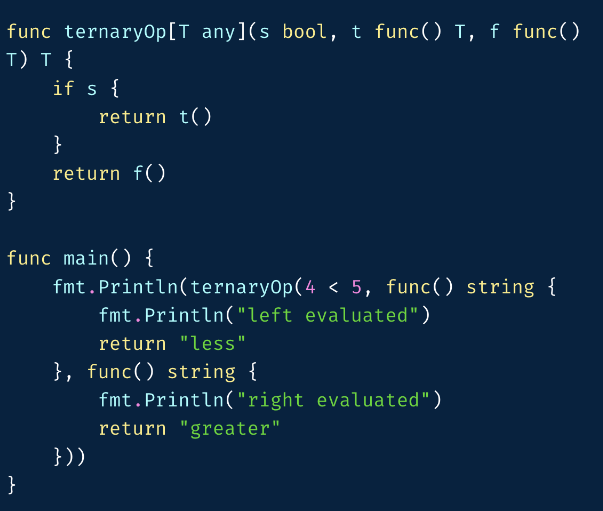 func ternaryOp[T any](s bool, t func() T, f func()
T) T {
    if s {
        return t()
    }
    return f()
}

func main() {
    fmt.Println(ternaryOp(4 < 5, func() string {
        fmt.Println("left evaluated")
        return "less"
    }, func() string {
        fmt.Println("right evaluated")
        return "greater"
    }))
}